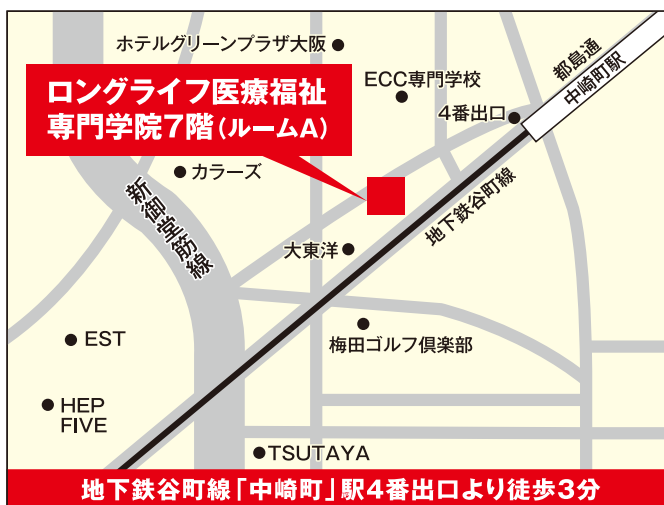 ホテルグリーンプラザ大阪
都島通
中崎町駅
ECC専門学校
4番出口
ロングライフ医療福祉
専門学院7階(ルームA)
カラーズ
新御堂筋線
地下鉄谷町線
大東洋
梅田ゴルフ倶楽部
EST
HEP
FIVE
TSUTAYA
地下鉄谷町線「中崎町」駅4番出口より徒歩3分